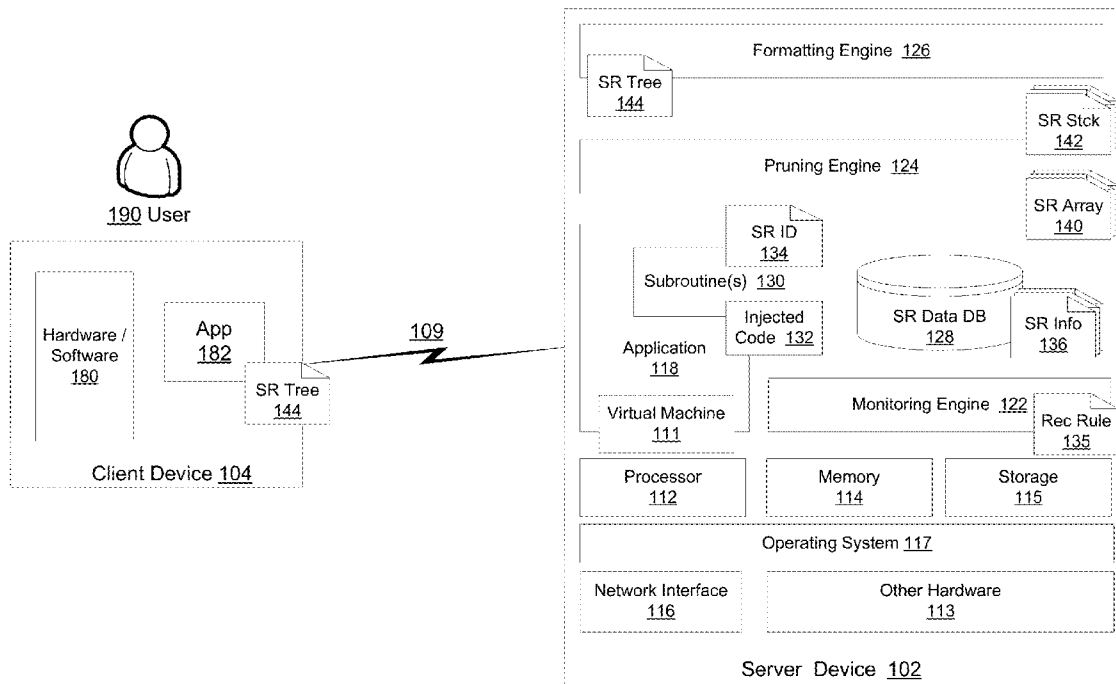 190 User
Hardware /
Software
180
App
182
SR Tree
144
Client Device 104
109
Formatting Engine 126
SR Tree
144
SR Stck
142
Pruning Engine 124
SR Array
140
SR ID
134
Subroutine(s) 130
Injected
Code 132
Application
118
Virtual Machine
111
SR Data DB
128
SR Info
136
Monitoring Engine 122
Rec Rule
135
Processor
112
Memory
114
Storage
115
Operating System 117
Network Interface
116
Other Hardware
113
Server Device 102